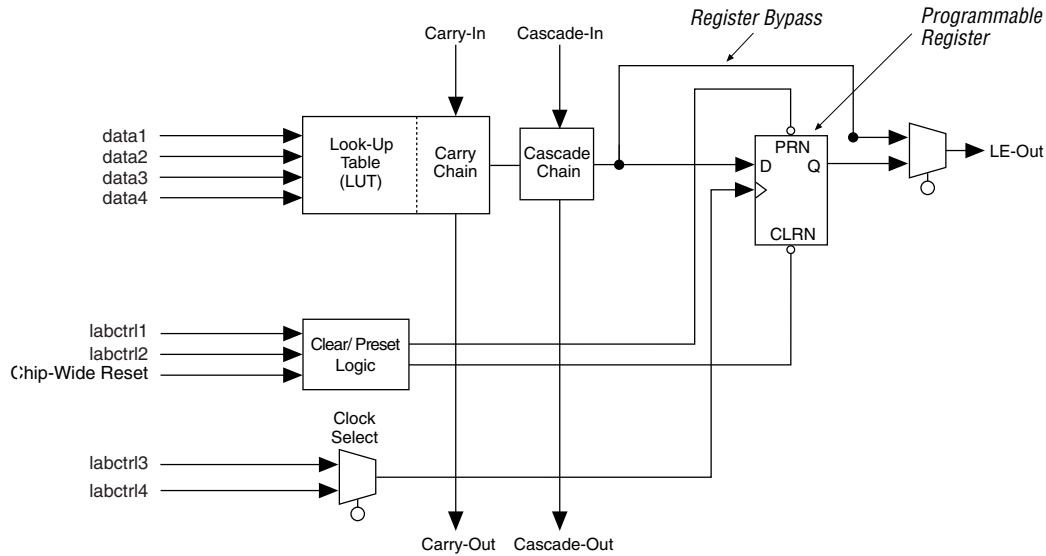 Register Bypass
Programmable
Register
Carry-In
Cascade-In
data1
data2
data3
data4
Look-Up
Table
(LUT)
Carry
Chain
Cascade
Chain
PRN
D
Q
CLRN
LE-Out
labctrl1
labctrl2
Chip-Wide Reset
Clear/ Preset
Logic
Clock
Select
labctrl3
labctrl4
Carry-Out
Cascade-Out